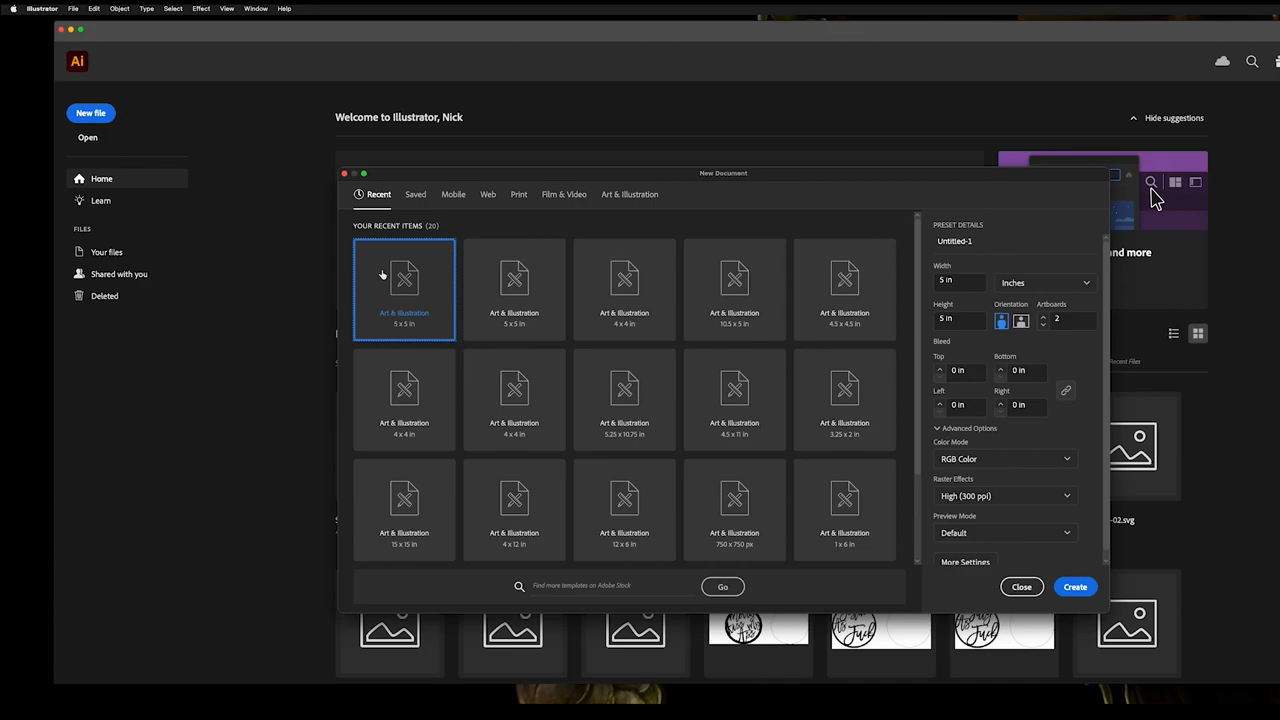 Illustrator File Edit Object Type Select Effect View Window Help
Ai
New file
Open
Home
Learn
FILES
Your files
Shared with you
Deleted
Welcome to Illustrator, Nick
Hide suggestions
and more
Recent Files
-02.svg
New Document
Recent Saved Mobile Web Print Film & Video Art & Illustration
YOUR RECENT ITEMS (20)
Art & Illustration
5 x 5 in
Art & Illustration
5 x 5 in
Art & Illustration
4 x 4 in
Art & Illustration
10.5 x 5 in
Art & Illustration
4.5 x 4.5 in
Art & Illustration
4 x 4 in
Art & Illustration
4 x 4 in
Art & Illustration
5.25 x 10.75 in
Art & Illustration
4.5 x 11 in
Art & Illustration
3.25 x 2 in
Art & Illustration
15 x 15 in
Art & Illustration
4 x 12 in
Art & Illustration
12 x 6 in
Art & Illustration
750 x 750 px
Art & Illustration
1 x 6 in
Find more templates on Adobe Stock
Go
PRESET DETAILS
Untitled-1
Width
5 in Inches
Height Orientation Artboards
5 in 2
Bleed
Top Bottom
0 in 0 in
Left Right
0 in 0 in
Advanced Options
Color Mode
RGB Color
Raster Effects
High (300 ppi)
Preview Mode
Default
More Settings
Close Create